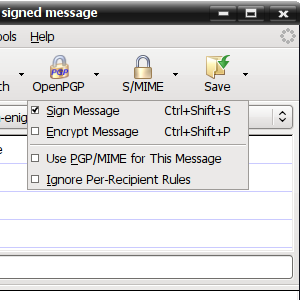 signed message
ols Help
ch OpenPGP S/MIME Save
-enig
Sign Message Ctrl+Shift+S
Encrypt Message Ctrl+Shift+P
e
Use PGP/MIME for This Message
Ignore Per-Recipient Rules